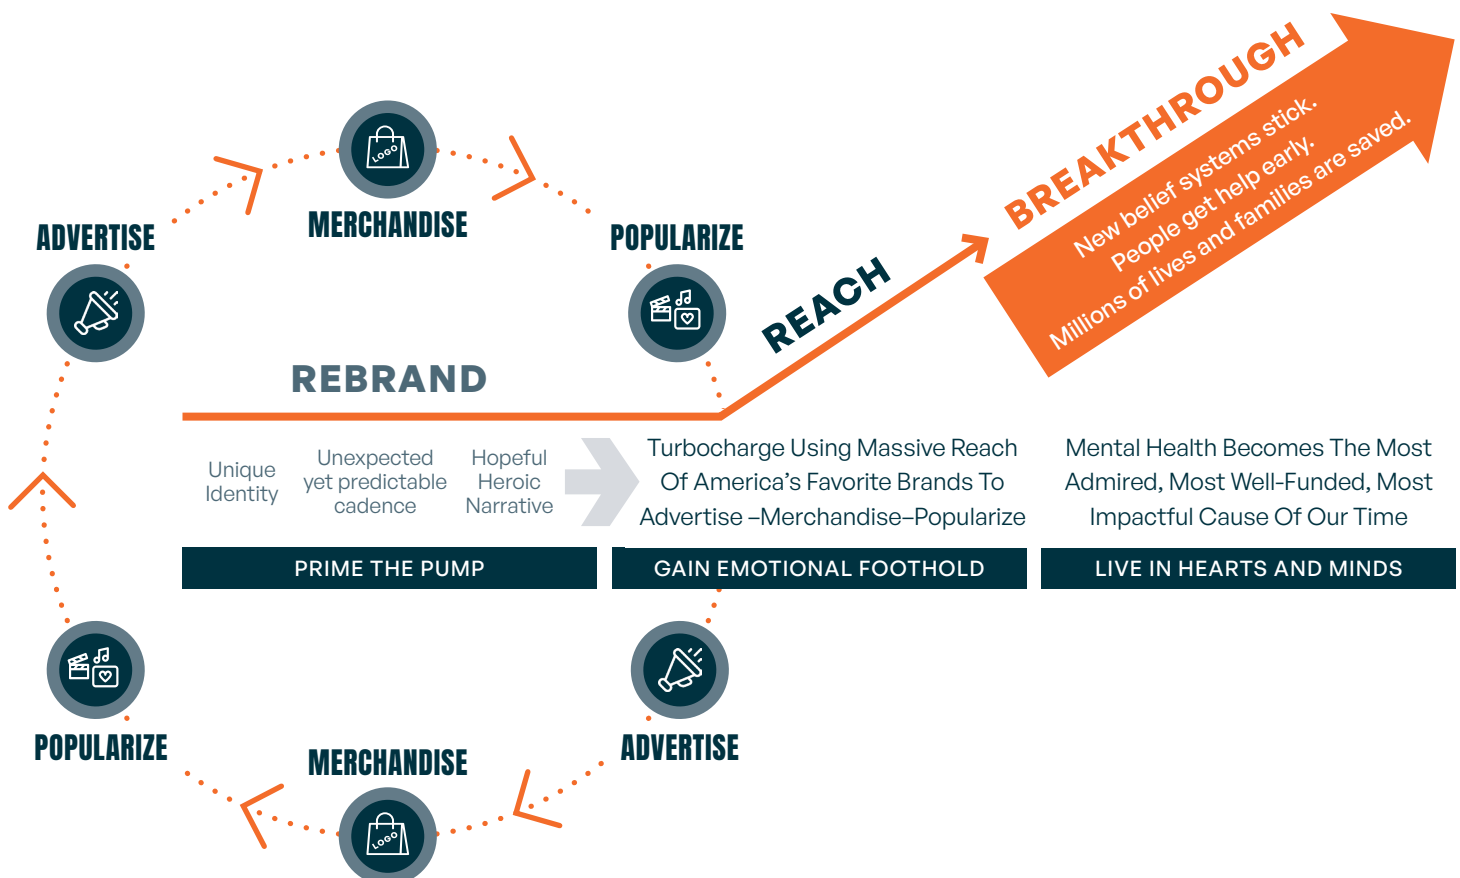 BREAKTHROUGH
New belief systems stick.
People get help early.
Millions of lives and families are saved.
LOGO
MERCHANDISE
ADVERTISE
POPULARIZE
REACH
REBRAND
Unique
Identity
Unexpected
yet predictable
cadence
Hopeful
Heroic
Narrative
Turbocharge Using Massive Reach
Of America’s Favorite Brands To
Advertise –Merchandise–Popularize
Mental Health Becomes The Most
Admired, Most Well-Funded, Most
Impactful Cause Of Our Time
PRIME THE PUMP
GAIN EMOTIONAL FOOTHOLD
LIVE IN HEARTS AND MINDS
POPULARIZE
MERCHANDISE
LOGO
ADVERTISE